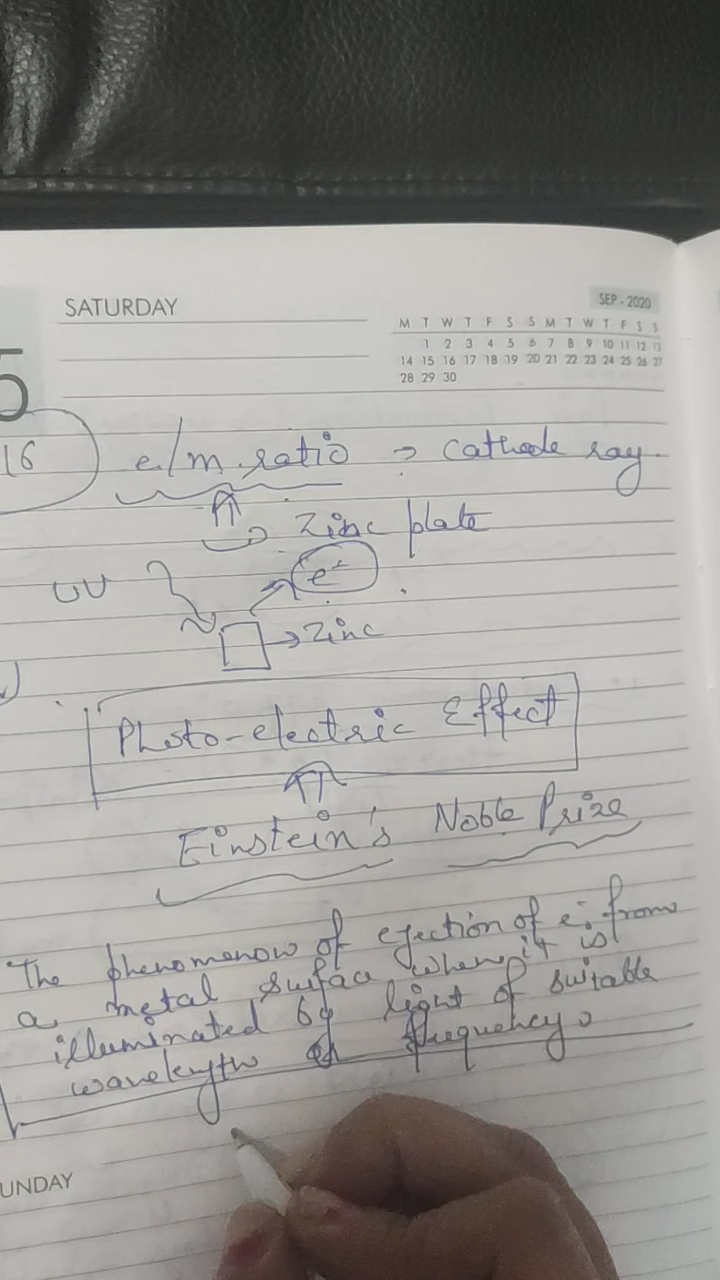 SATURDAY
SEP - 2020
M T W T F S S M T W T F S S
1 2 3 4 5 6 7 8 9 10 11 12 13
14 15 16 17 18 19 20 21 22 23 24 25 26 27
28 29 30
5
16
e/m ratio → cathode ray.
Zinc plate
UV
e-
→ Zinc
Photo-electric Effect
Einstein's Noble Prize
The phenomenon of ejection of e-s from
a metal surface when it is
illuminated by light of suitable
wavelength or frequency.
UNDAY